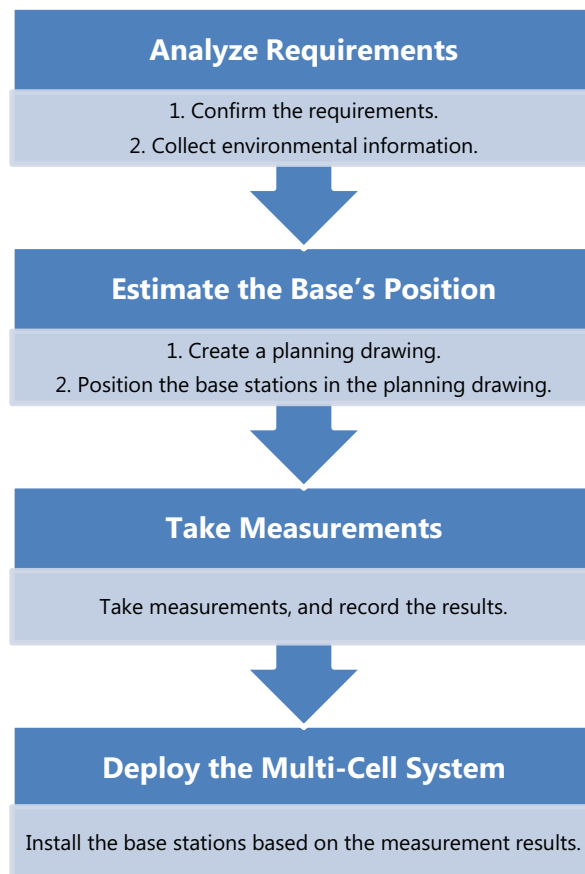 Analyze Requirements
1. Confirm the requirements.
2. Collect environmental information.
Estimate the Base’s Position
1. Create a planning drawing.
2. Position the base stations in the planning drawing.
Take Measurements
Take measurements, and record the results.
Deploy the Multi-Cell System
Install the base stations based on the measurement results.